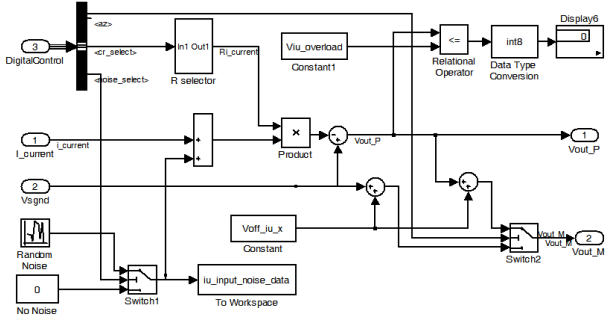 <az>
3
DigitalControl
<cr_select>
In1 Out1
R selector
Ri_current
<noise_select>
Viu_overload
Constant1
<=
Relational
Operator
int8
Data Type
Conversion
Display6
0
1
I_current
i_current
+
+
×
Product
-
+
Vout_P
1
Vout_P
2
Vsgnd
+
+
+
+
Voff_iu_x
Constant
Vout_M
Vout_M
Switch2
2
Vout_M
Random
Noise
0
No Noise
Switch1
iu_input_noise_data
To Workspace